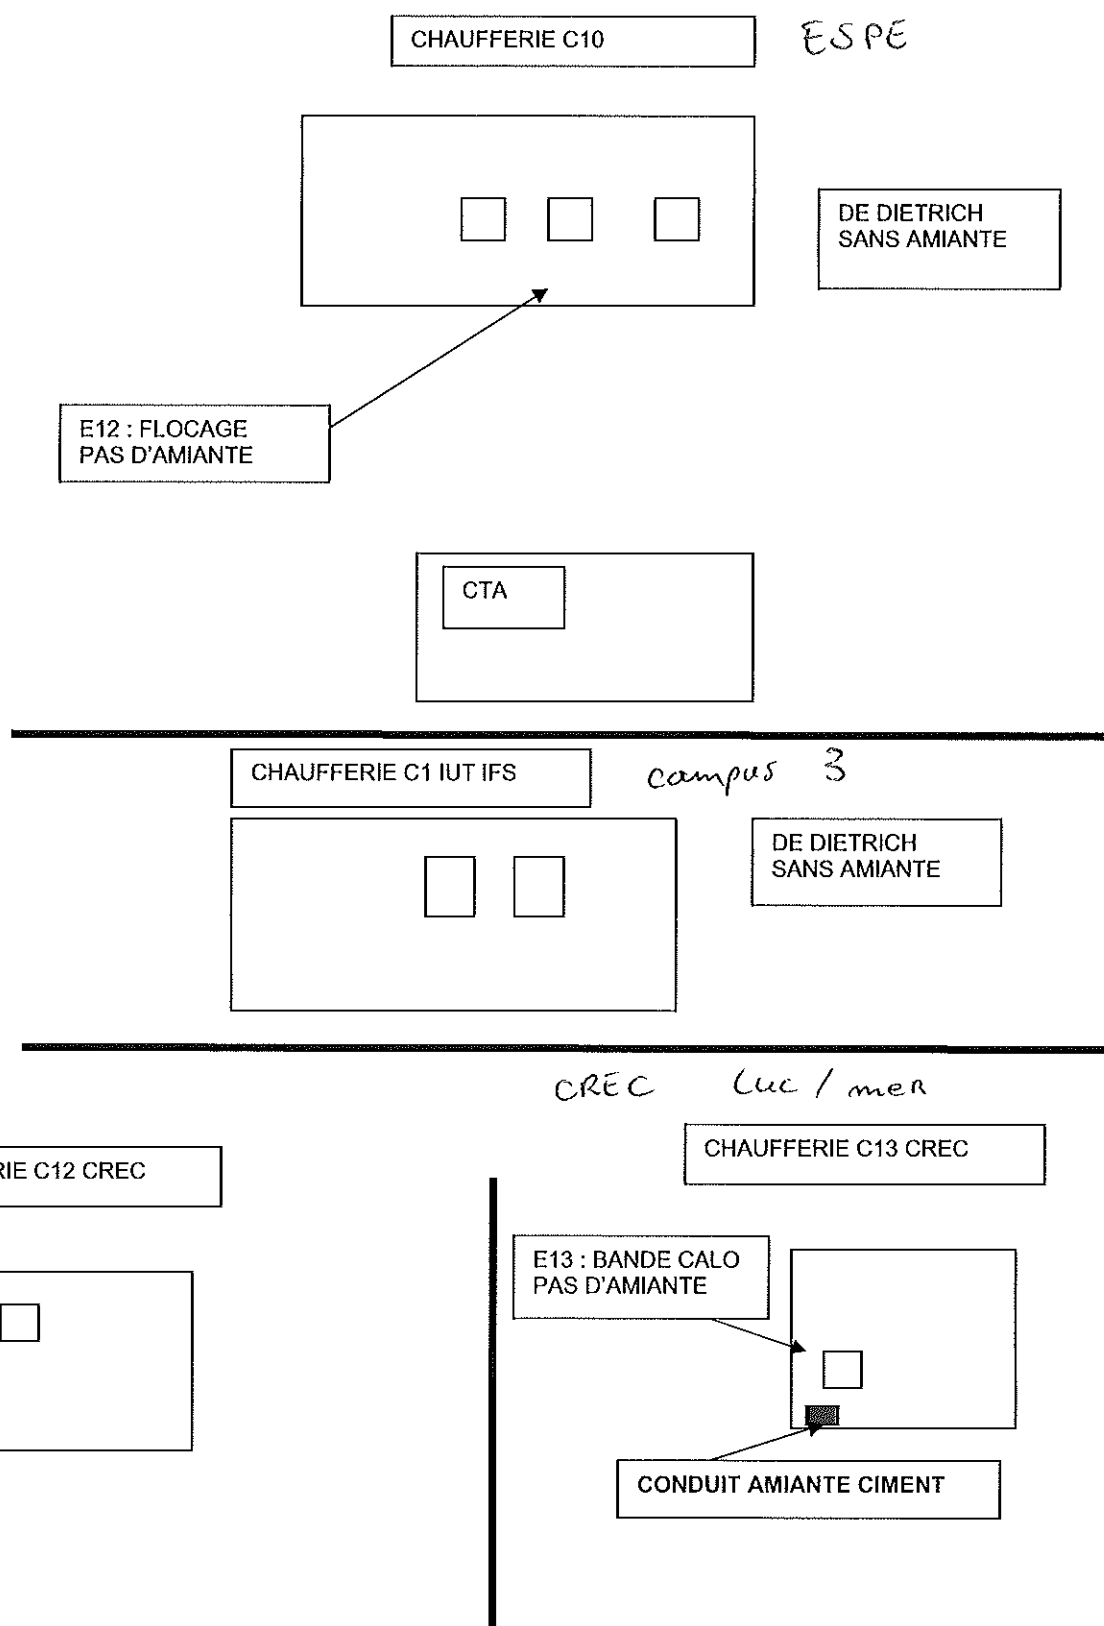 CHAUFFERIE C10
ESPE
DE DIETRICH
SANS AMIANTE
E12 : FLOCAGE
PAS D'AMIANTE
CTA
CHAUFFERIE C1 IUT IFS
campus 3
DE DIETRICH
SANS AMIANTE
CREC Luc / mer
RIE C12 CREC
CHAUFFERIE C13 CREC
E13 : BANDE CALO
PAS D'AMIANTE
CONDUIT AMIANTE CIMENT